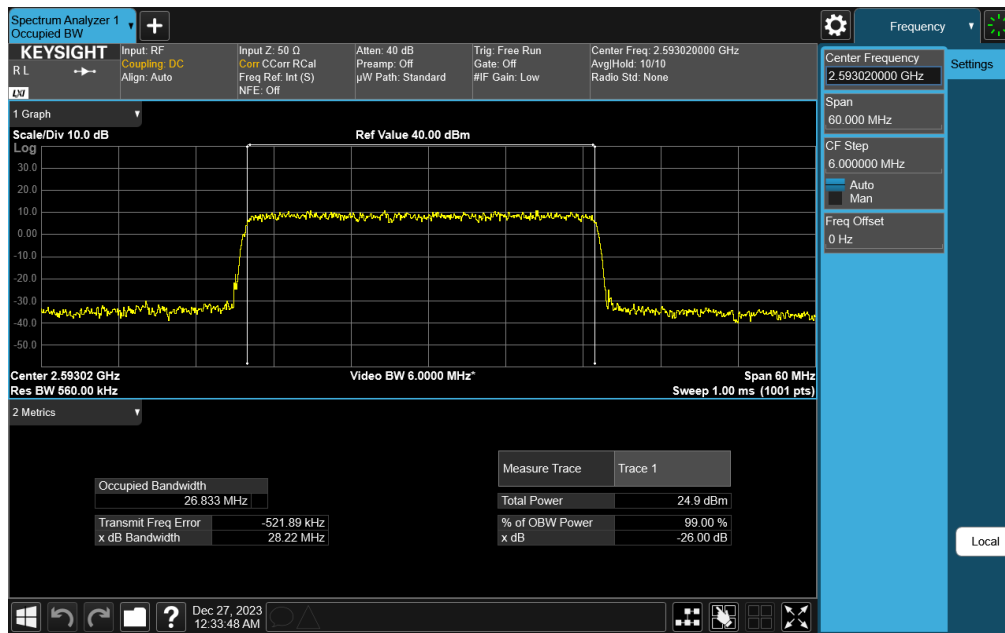 Spectrum Analyzer 1
Occupied BW
Frequency
KEYSIGHT
R L
LXI
Input: RF
Coupling: DC
Align: Auto
Input Z: 50 Ω
Corr CCorr RCal
Freq Ref: Int (S)
NFE: Off
Atten: 40 dB
Preamp: Off
µW Path: Standard
Trig: Free Run
Gate: Off
#IF Gain: Low
Center Freq: 2.593020000 GHz
Avg|Hold: 10/10
Radio Std: None
Center Frequency
2.593020000 GHz
Settings
Span
60.000 MHz
CF Step
6.000000 MHz
Auto
Man
Freq Offset
0 Hz
Local
1 Graph
Scale/Div 10.0 dB
Ref Value 40.00 dBm
Log
30.0
20.0
10.0
0.00
-10.0
-20.0
-30.0
-40.0
-50.0
Center 2.59302 GHz
Video BW 6.0000 MHz*
Span 60 MHz
Res BW 560.00 kHz
Sweep 1.00 ms (1001 pts)
2 Metrics
Measure Trace Trace 1
Occupied Bandwidth
26.833 MHz
Total Power 24.9 dBm
Transmit Freq Error -521.89 kHz
% of OBW Power 99.00 %
x dB Bandwidth 28.22 MHz
x dB -26.00 dB
?
Dec 27, 2023
12:33:48 AM